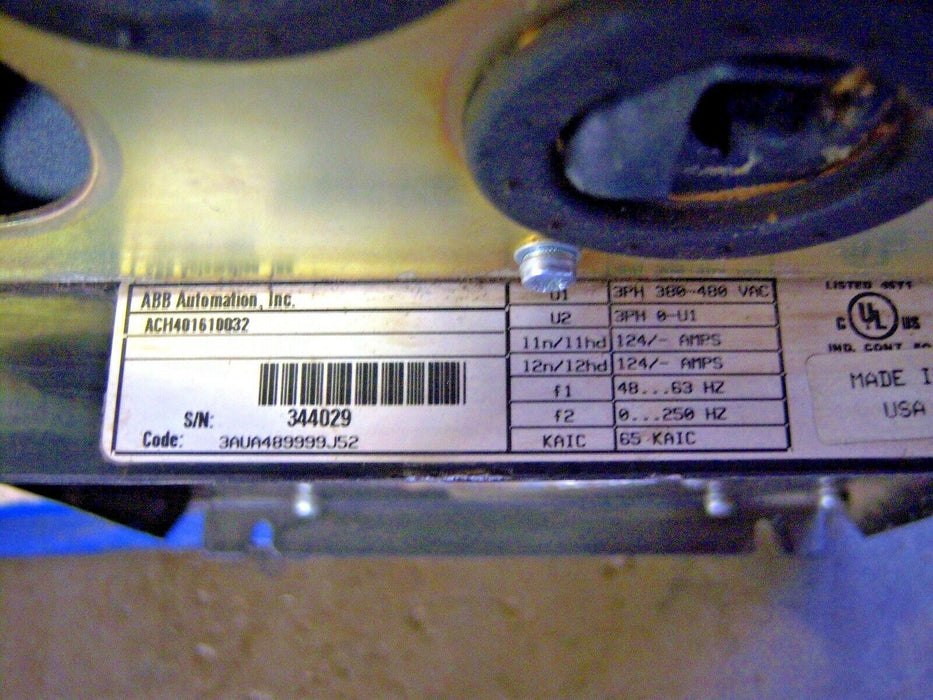 ABB Automation, Inc.
ACH401610032
S/N: 344029
Code: 3AUA489999J52
U1 3PH 380-480 VAC
U2 3PH 0-U1
I1n/I1hd 124/- AMPS
I2n/I2hd 124/- AMPS
f1 48...63 HZ
f2 0...250 HZ
KAIC 65 KAIC
LISTED
C UL US
IND. CONT.
MADE I
USA